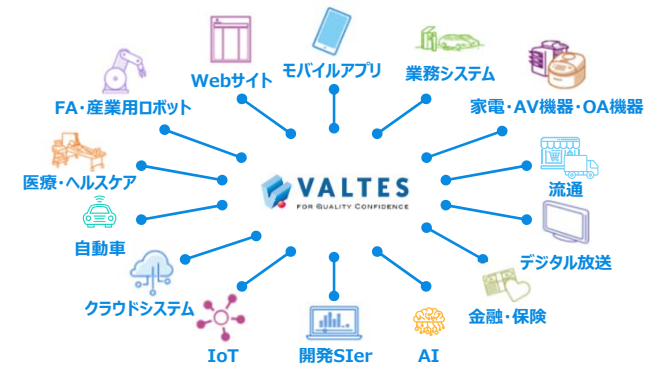 Webサイト
モバイルアプリ
業務システム
FA・産業用ロボット
家電・AV機器・OA機器
医療・ヘルスケア
VALTES
FOR QUALITY CONFIDENCE
流通
自動車
デジタル放送
クラウドシステム
金融・保険
IoT
開発SIer
AI